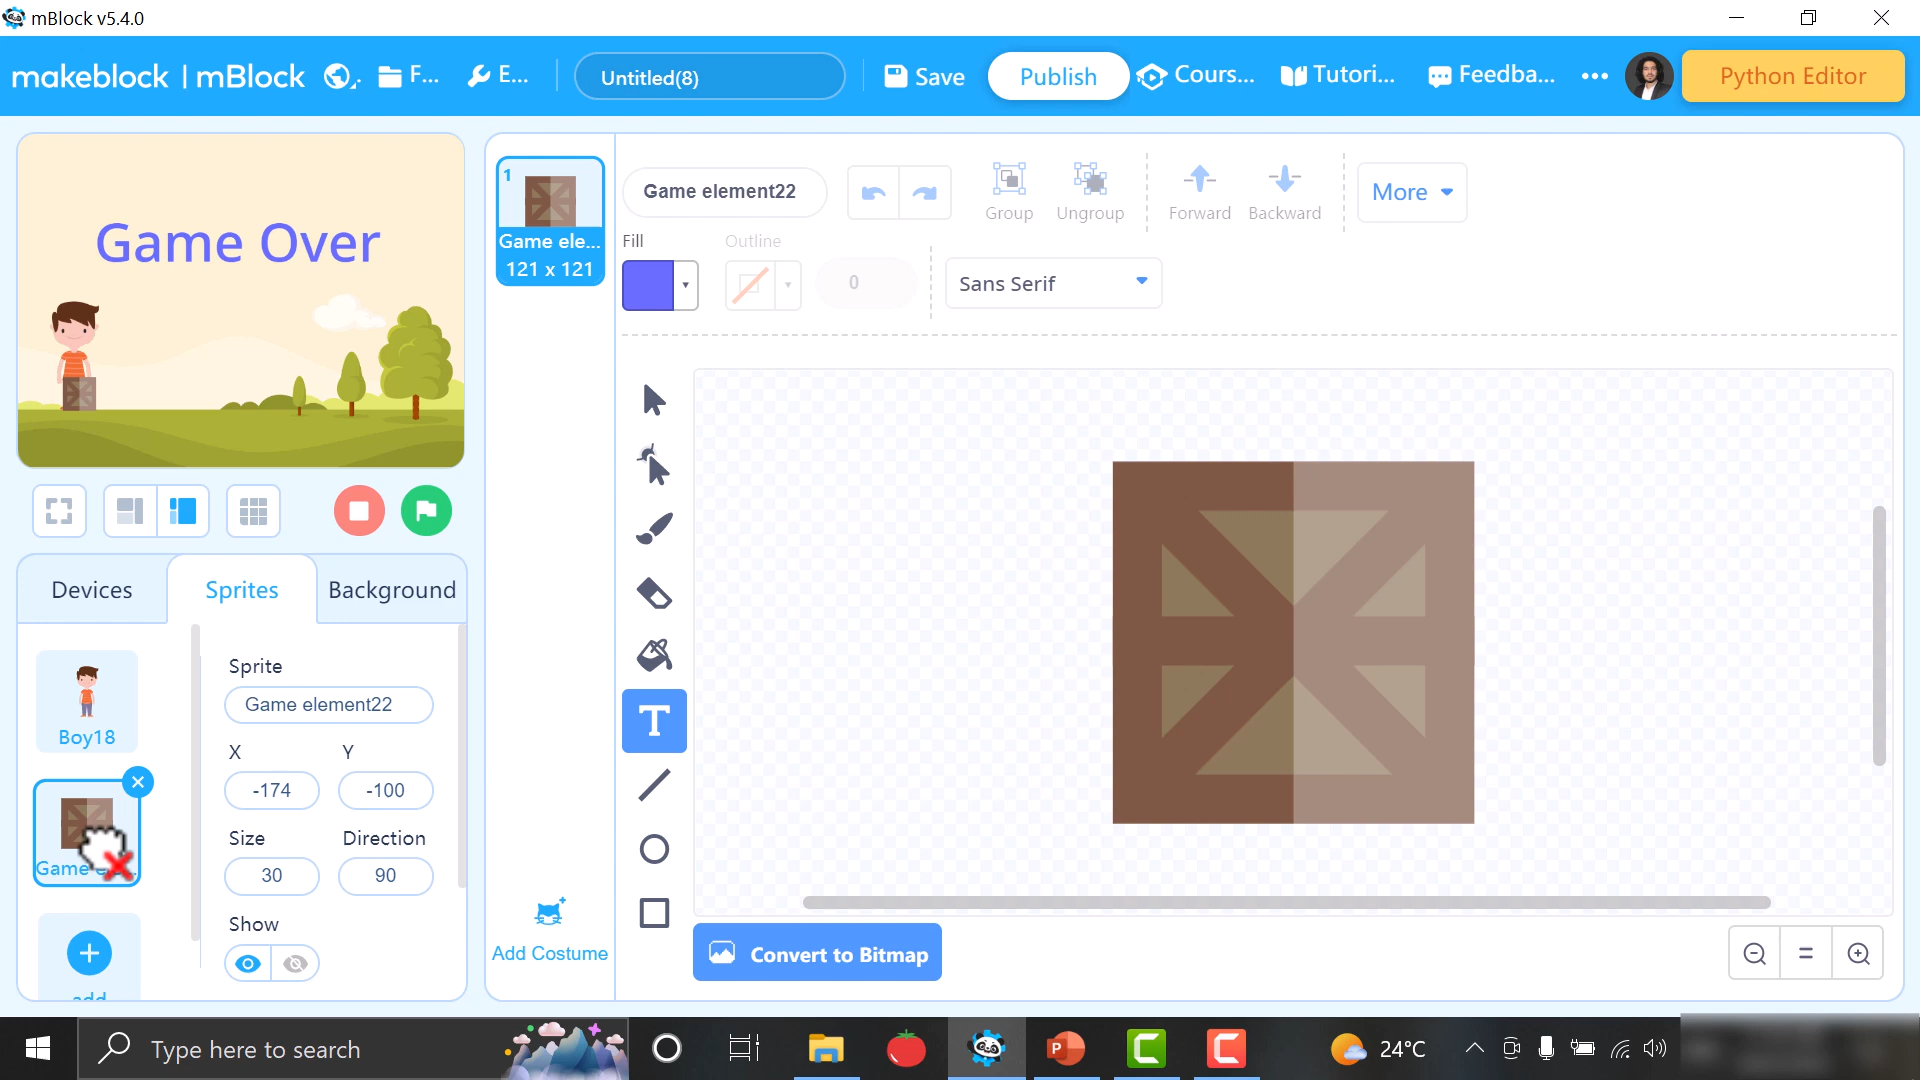 mBlock v5.4.0
makeblock | mBlock
F...
E...
Untitled(8)
Save
Publish
Cours...
Tutori...
Feedba...
Python Editor
Game Over
1
Game ele...
121 x 121
Game element22
Group
Ungroup
Forward
Backward
More
Fill
Outline
0
Sans Serif
Devices
Sprites
Background
Boy18
Sprite
Game element22
X
Y
-174
-100
Size
Direction
30
90
Show
Game
add
T
Add Costume
Convert to Bitmap
Type here to search
24°C